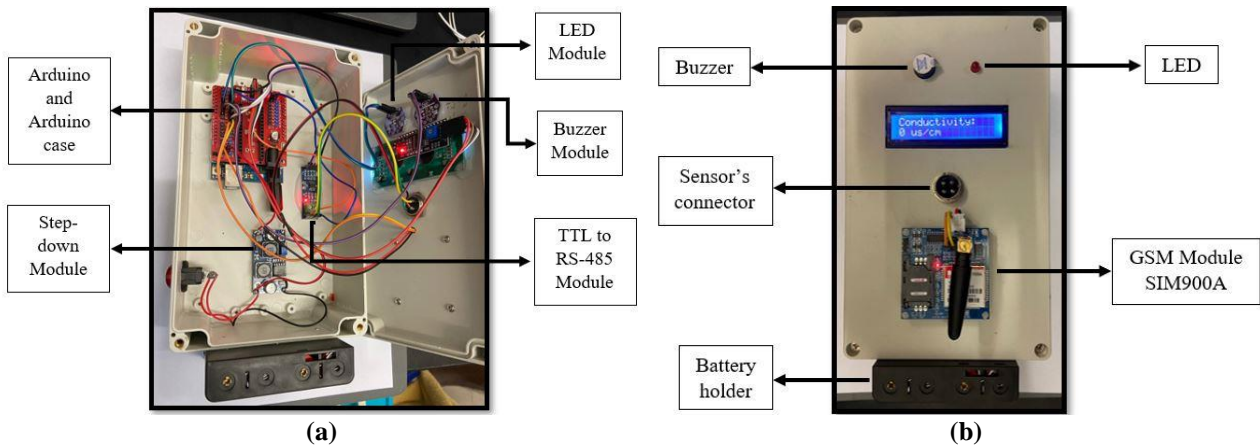 LED
Module
Arduino
and
Arduino
case
Buzzer
Module
Step-
down
Module
TTL to
RS-485
Module
(a)
Buzzer
LED
Conductivity:
0 us/cm
Sensor's
connector
GSM Module
SIM900A
Battery
holder
(b)